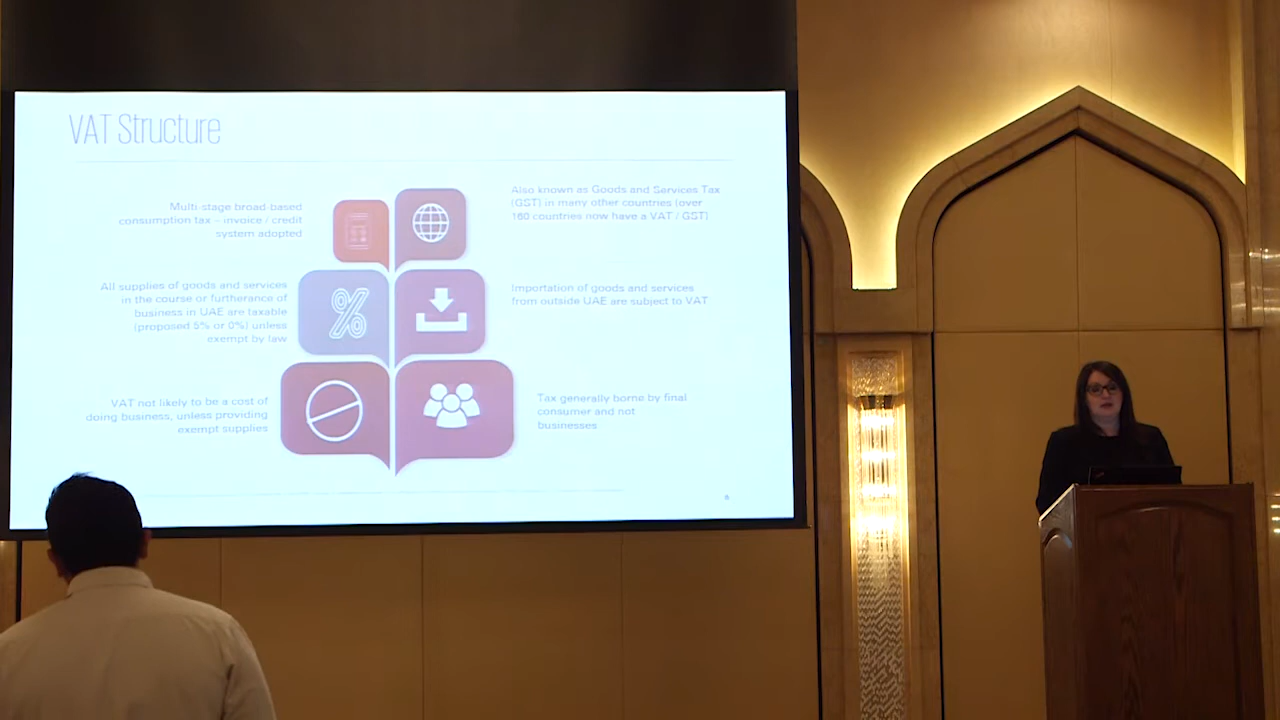 VAT Structure
Multi-stage broad-based
consumption tax – invoice / credit
system adopted
Also known as Goods and Services Tax
(GST) in many other countries (over
160 countries now have a VAT / GST)
All supplies of goods and services
in the course or furtherance of
business in UAE are taxable
(proposed 5% or 0%) unless
exempt by law
%
Importation of goods and services
from outside UAE are subject to VAT
VAT not likely to be a cost of
doing business, unless providing
exempt supplies
Tax generally borne by final
consumer and not
businesses
6